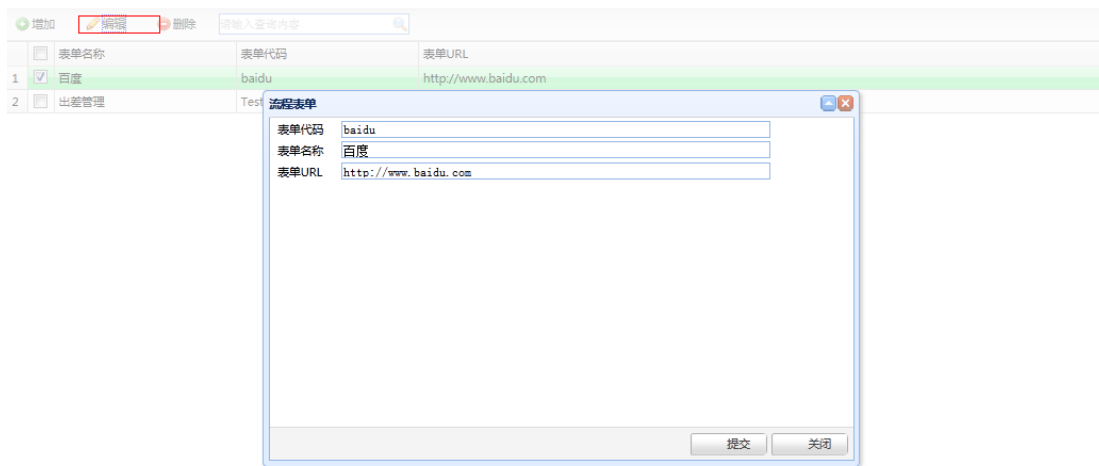 增加 编辑 删除 请输入查询内容
表单名称 表单代码 表单URL
1 百度 baidu http://www.baidu.com
2 出差管理 Test
流程表单
表单代码 baidu
表单名称 百度
表单URL http://www.baidu.com
提交 关闭